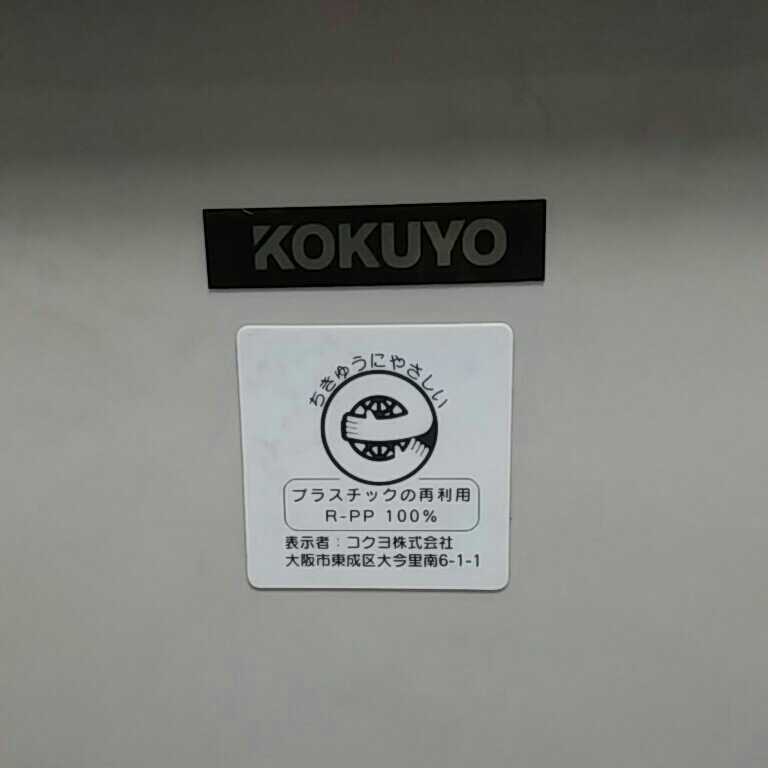 KOKUYO
ちきゅうにやさしい
プラスチックの再利用
R-PP 100%
表示者:コクヨ株式会社
大阪市東成区大今里南6-1-1